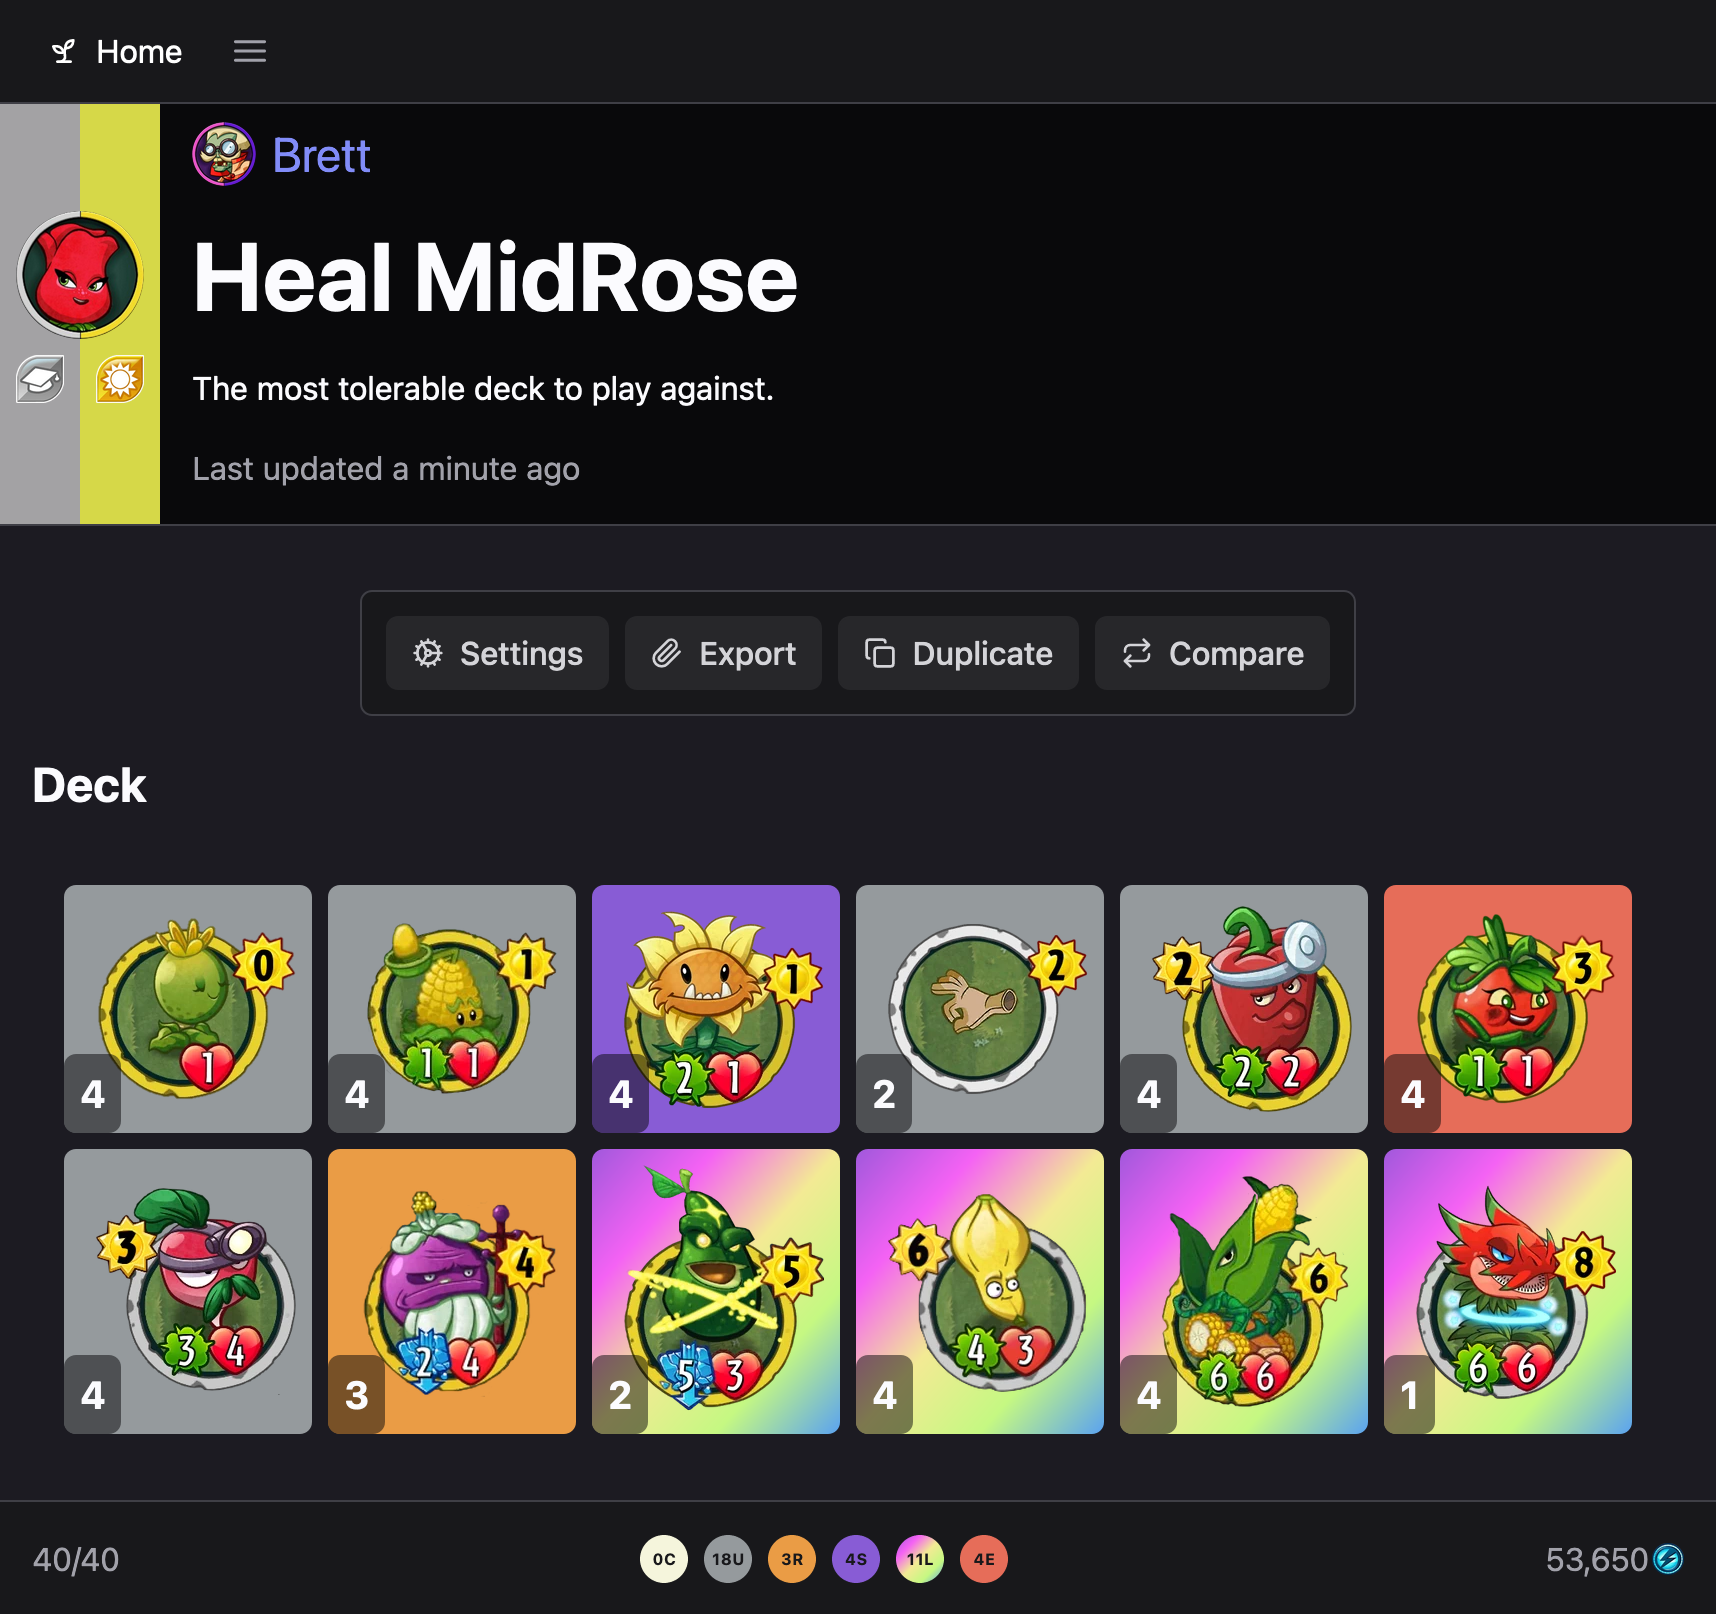 Home
Brett
Heal MidRose
The most tolerable deck to play against.
Last updated a minute ago
Settings Export Duplicate Compare
Deck
0 1 4
1 1 1 4
1 2 1 4
2 2
2 2 2 4
3 1 1 4
3 3 4 4
4 2 4 3
5 5 3 2
6 4 3 4
6 6 6 4
8 6 6 1
40/40 0C 18U 3R 4S 11L 4E 53,650